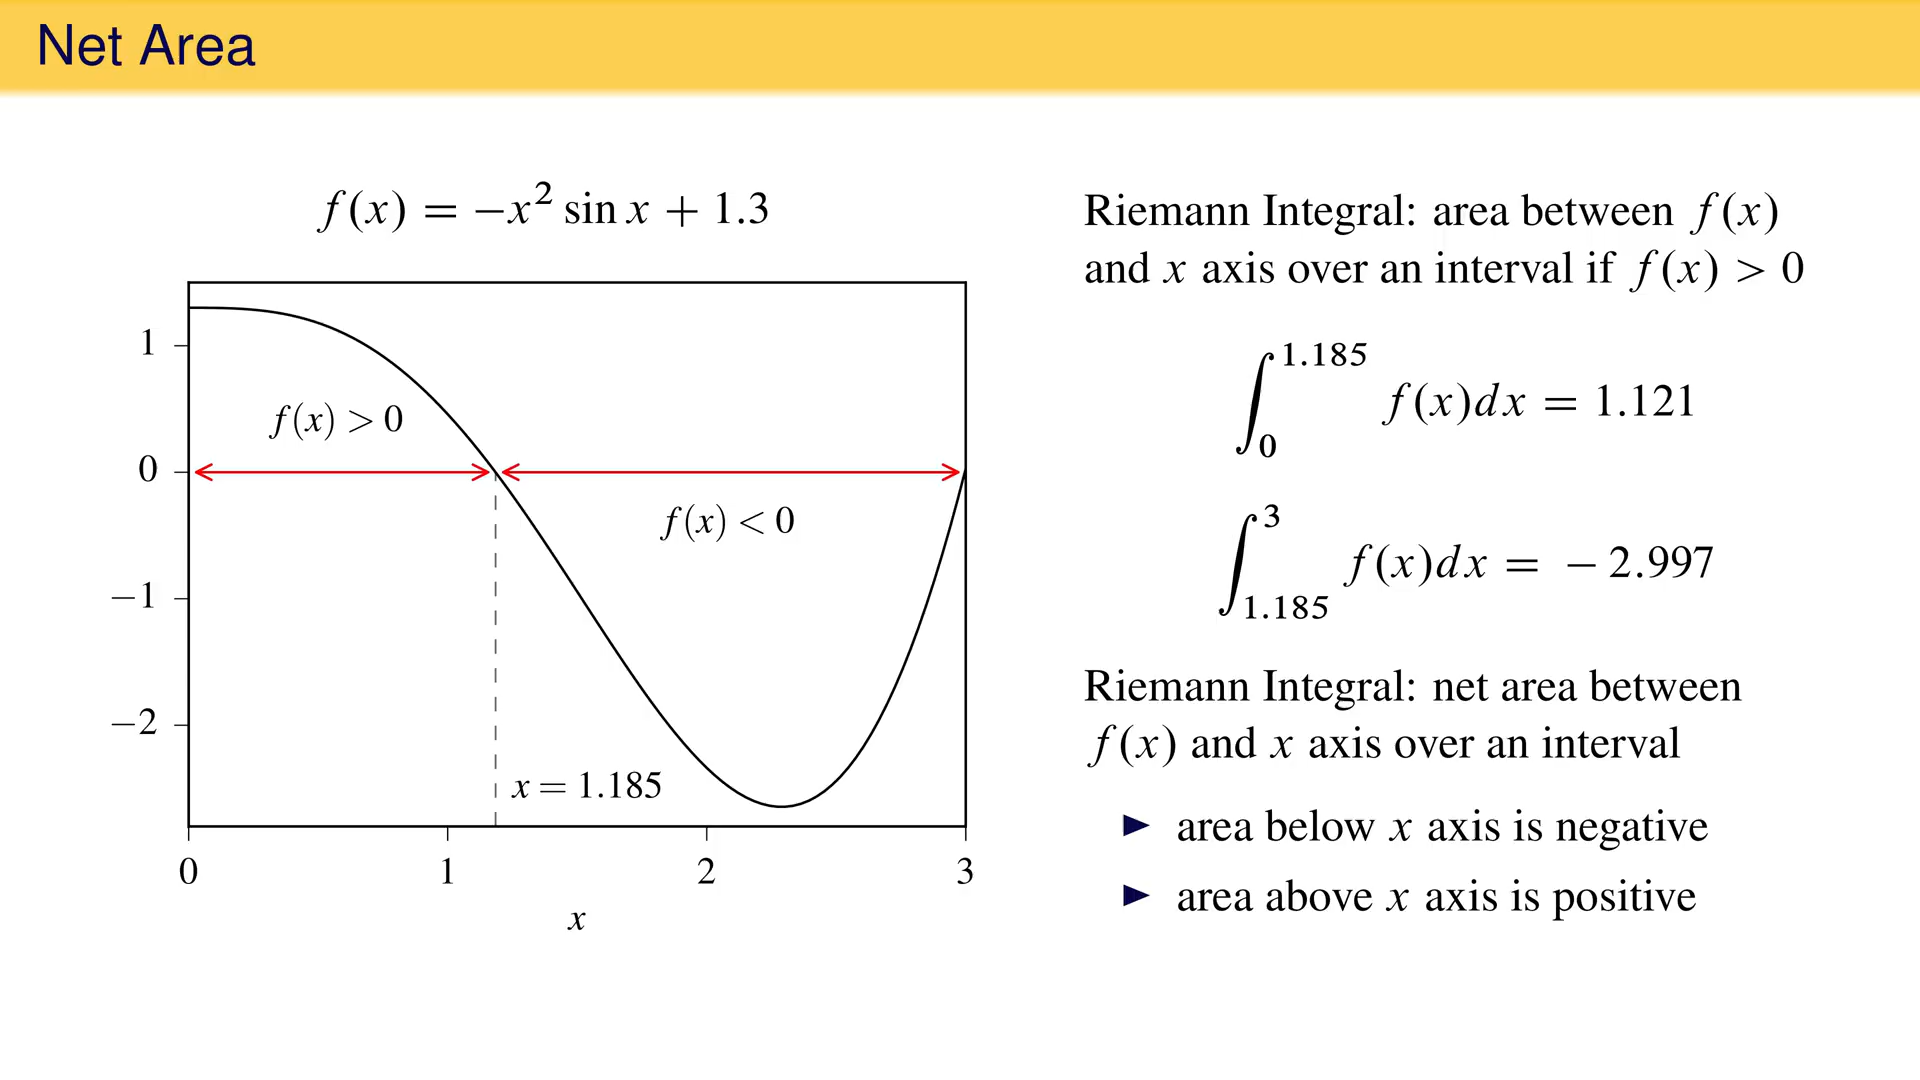 Net Area
f(x) = −x² sin x + 1.3
1
0
−1
−2
f(x) > 0
f(x) < 0
x = 1.185
0 1 2 3
x
Riemann Integral: area between f(x)
and x axis over an interval if f(x) > 0
∫₀^1.185 f(x)dx = 1.121
∫_1.185^3 f(x)dx = − 2.997
Riemann Integral: net area between
f(x) and x axis over an interval
▶ area below x axis is negative
▶ area above x axis is positive